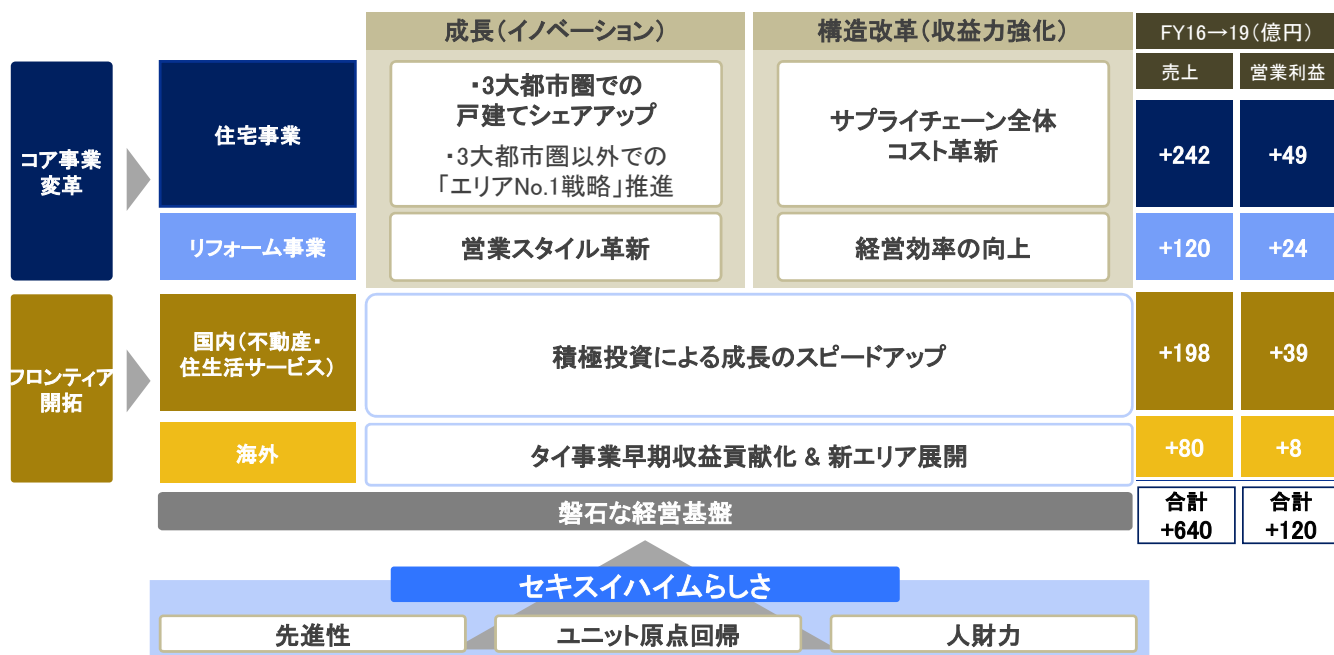 成長(イノベーション)
構造改革(収益力強化)
FY16→19(億円)
売上
営業利益
コア事業
変革
住宅事業
・3大都市圏での
戸建てシェアアップ
・3大都市圏以外での
「エリアNo.1戦略」推進
サプライチェーン全体
コスト革新
+242
+49
リフォーム事業
営業スタイル革新
経営効率の向上
+120
+24
フロンティア
開拓
国内(不動産・
住生活サービス)
積極投資による成長のスピードアップ
+198
+39
海外
タイ事業早期収益貢献化 & 新エリア展開
+80
+8
磐石な経営基盤
合計
+640
合計
+120
セキスイハイムらしさ
先進性
ユニット原点回帰
人財力